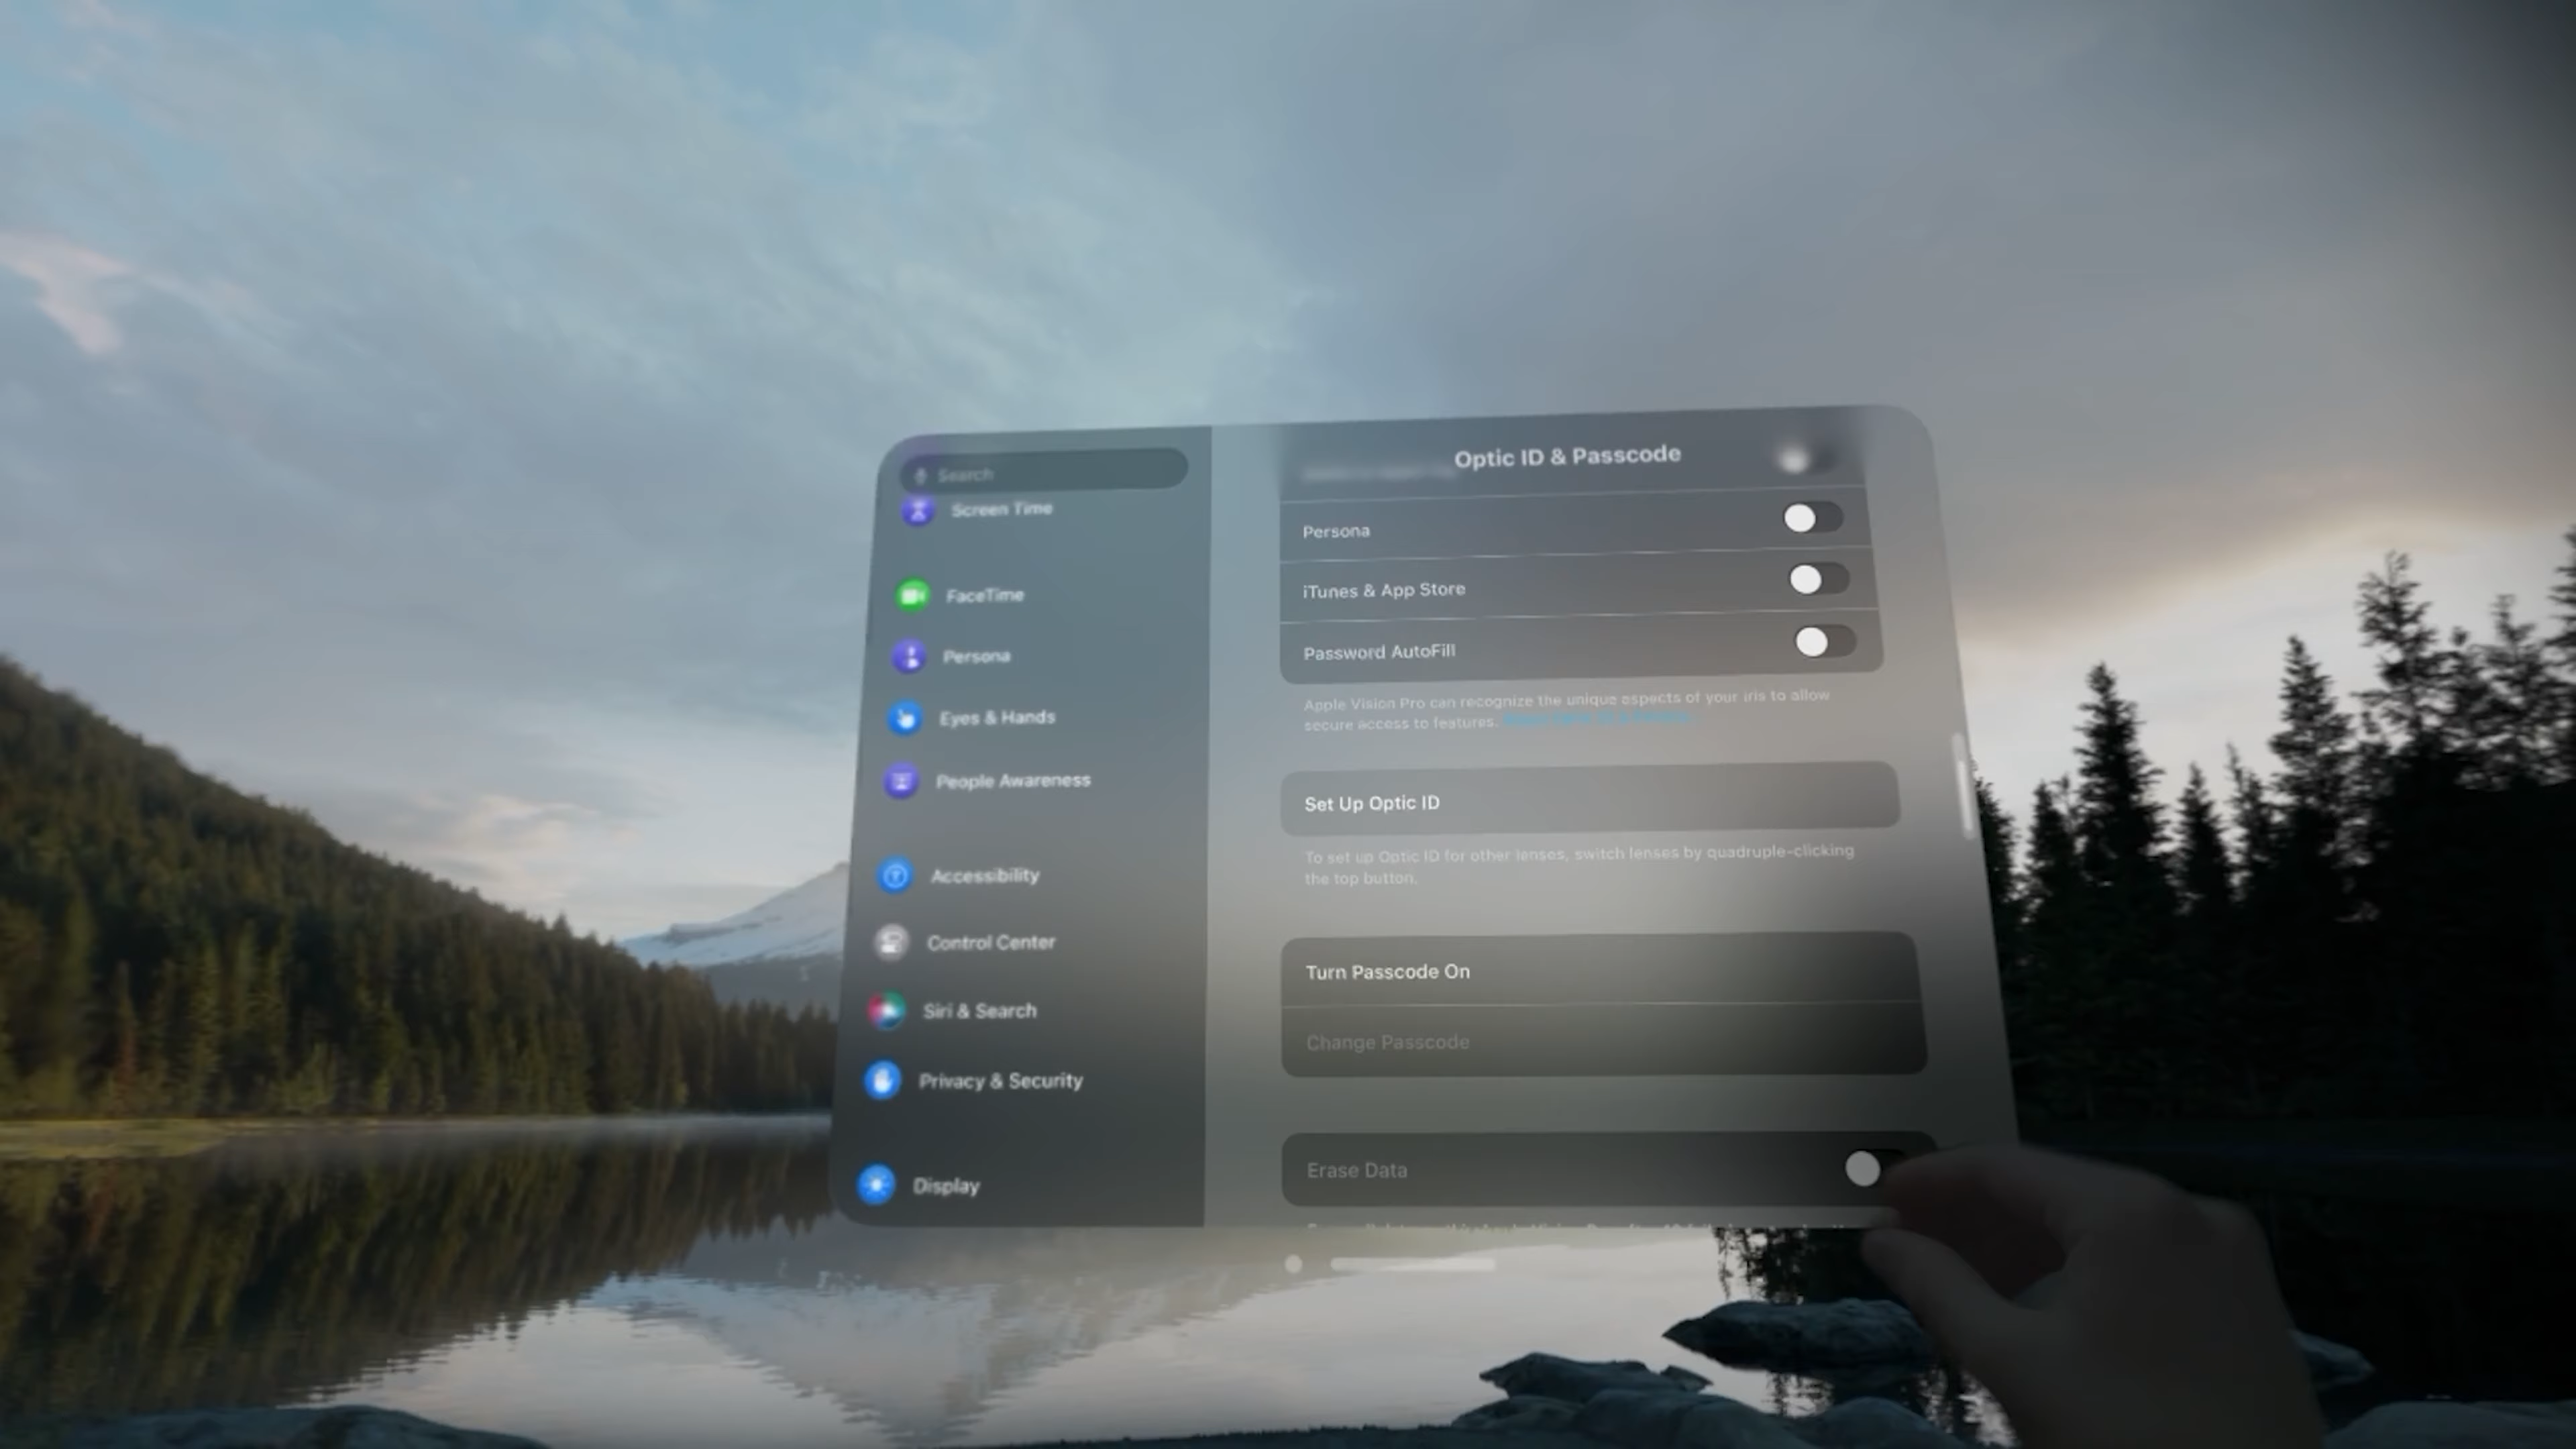 Search
Screen Time
FaceTime
Persona
Eyes & Hands
People Awareness
Accessibility
Control Center
Siri & Search
Privacy & Security
Display
Optic ID & Passcode
Persona
iTunes & App Store
Password AutoFill
Apple Vision Pro can recognize the unique aspects of your iris to allow
secure access to features.
Set Up Optic ID
To set up Optic ID for other lenses, switch lenses by quadruple-clicking
the top button.
Turn Passcode On
Change Passcode
Erase Data